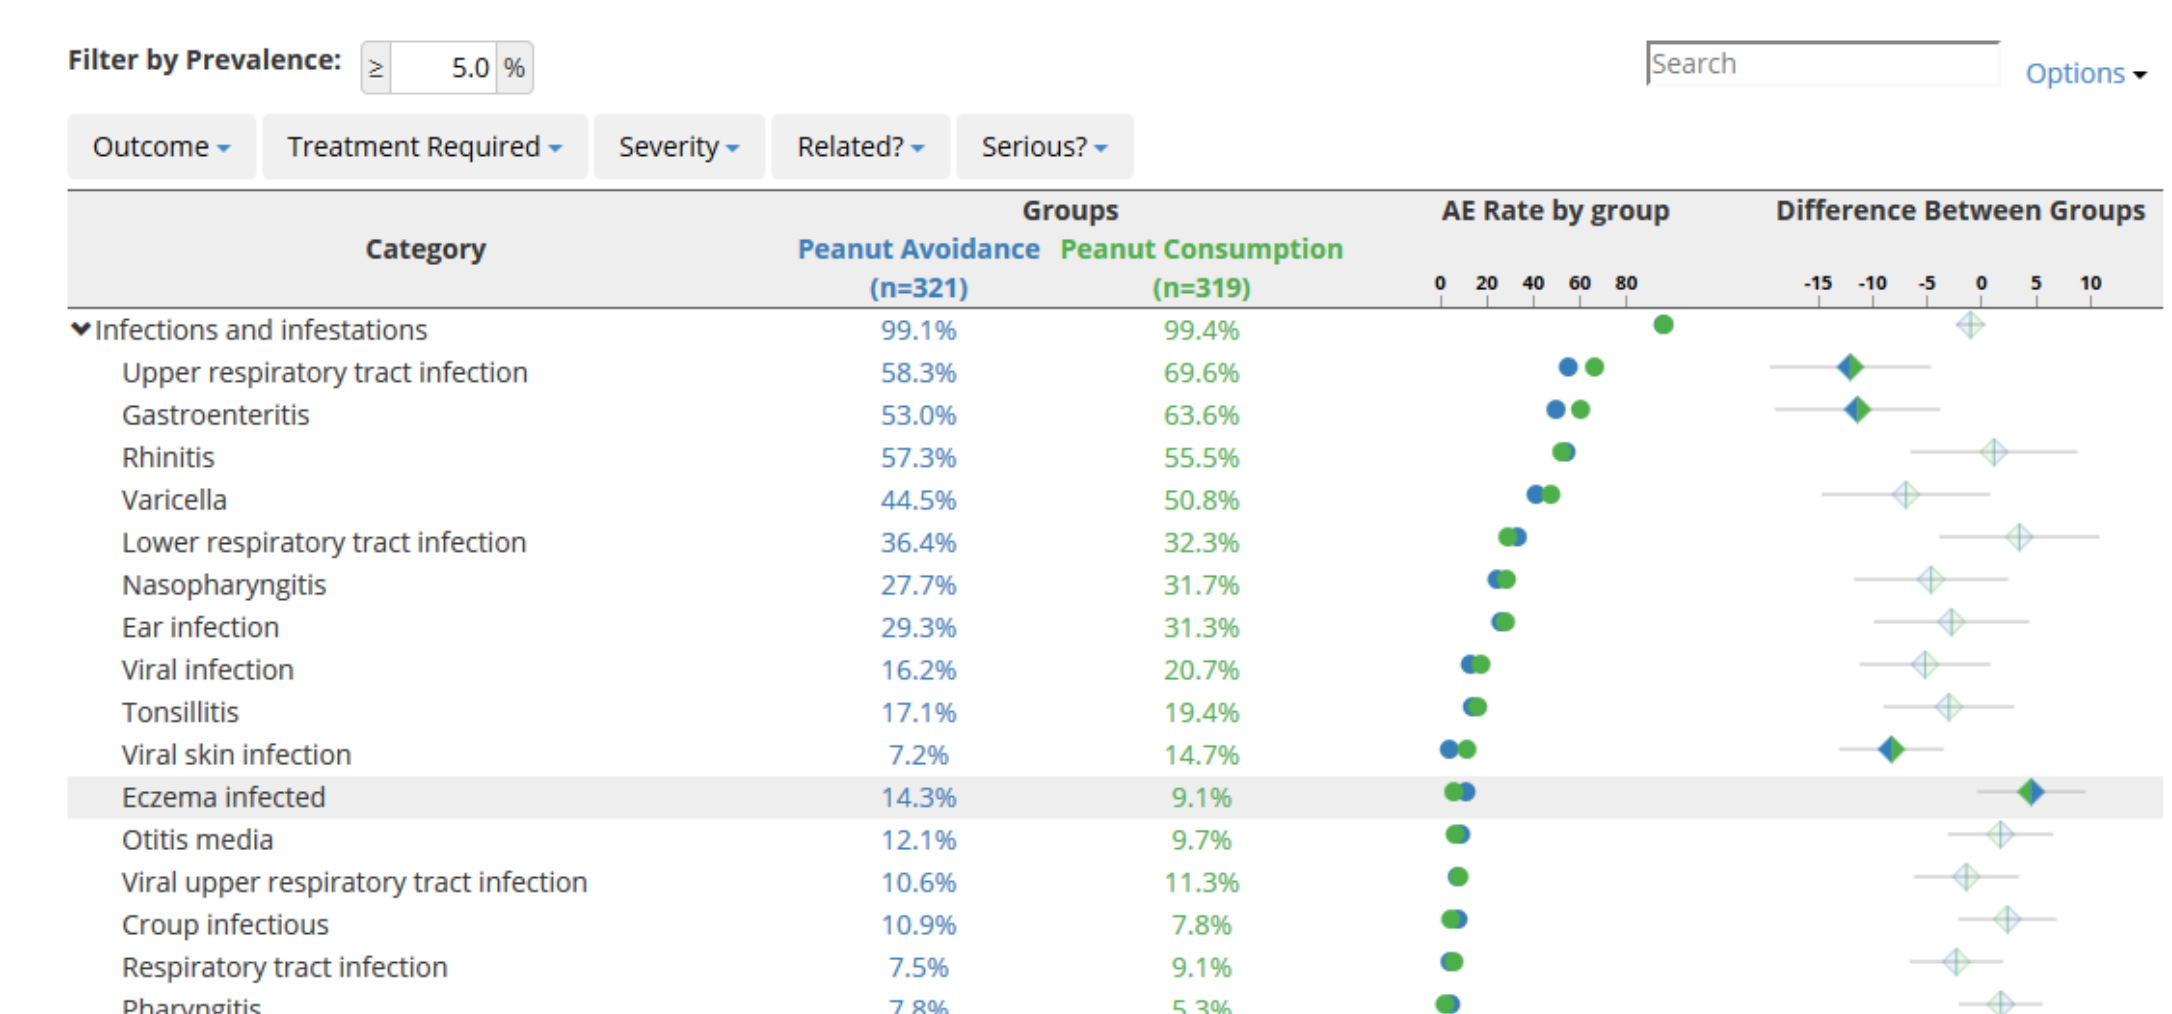 Filter by Prevalence: ≥ 5.0 % Search Options
Outcome Treatment Required Severity Related? Serious?
Groups AE Rate by group Difference Between Groups
Category Peanut Avoidance Peanut Consumption
(n=321) (n=319) 0 20 40 60 80 -15 -10 -5 0 5 10
Infections and infestations 99.1% 99.4%
Upper respiratory tract infection 58.3% 69.6%
Gastroenteritis 53.0% 63.6%
Rhinitis 57.3% 55.5%
Varicella 44.5% 50.8%
Lower respiratory tract infection 36.4% 32.3%
Nasopharyngitis 27.7% 31.7%
Ear infection 29.3% 31.3%
Viral infection 16.2% 20.7%
Tonsillitis 17.1% 19.4%
Viral skin infection 7.2% 14.7%
Eczema infected 14.3% 9.1%
Otitis media 12.1% 9.7%
Viral upper respiratory tract infection 10.6% 11.3%
Croup infectious 10.9% 7.8%
Respiratory tract infection 7.5% 9.1%
Pharyngitis 7.8% 5.3%